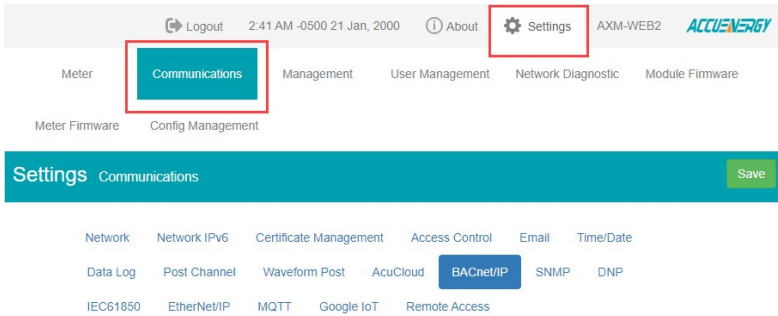 Logout 2:41 AM -0500 21 Jan, 2000 About Settings AXM-WEB2 ACCUENERGY
Meter Communications Management User Management Network Diagnostic Module Firmware
Meter Firmware Config Management
Settings Communications Save
Network Network IPv6 Certificate Management Access Control Email Time/Date
Data Log Post Channel Waveform Post AcuCloud BACnet/IP SNMP DNP
IEC61850 EtherNet/IP MQTT Google IoT Remote Access